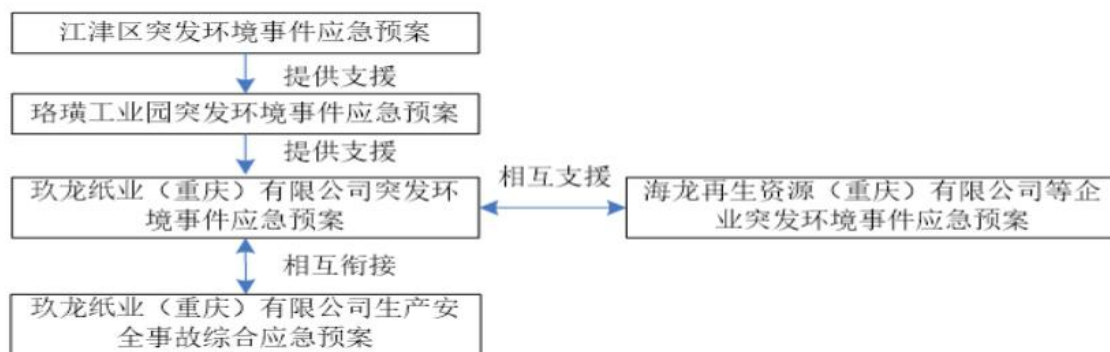 江津区突发环境事件应急预案
提供支援
珞璜工业园突发环境事件应急预案
提供支援
玖龙纸业（重庆）有限公司突发环
境事件应急预案
相互支援
海龙再生资源（重庆）有限公司等企
业突发环境事件应急预案
相互衔接
玖龙纸业（重庆）有限公司生产安
全事故综合应急预案